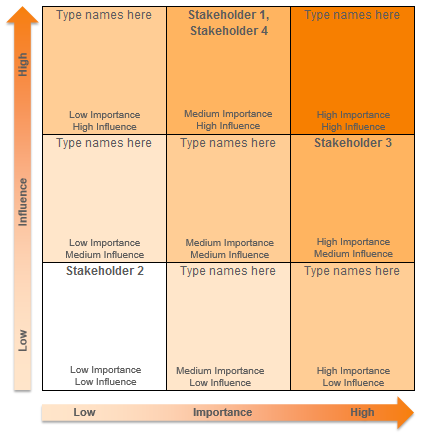 High
Influence
Low
Type names here
Low Importance
High Influence
Stakeholder 1,
Stakeholder 4
Medium Importance
High Influence
Type names here
High Importance
High Influence
Type names here
Low Importance
Medium Influence
Type names here
Medium Importance
Medium Influence
Stakeholder 3
High Importance
Medium Influence
Stakeholder 2
Low Importance
Low Influence
Type names here
Medium Importance
Low Influence
Type names here
High Importance
Low Influence
Low
Importance
High